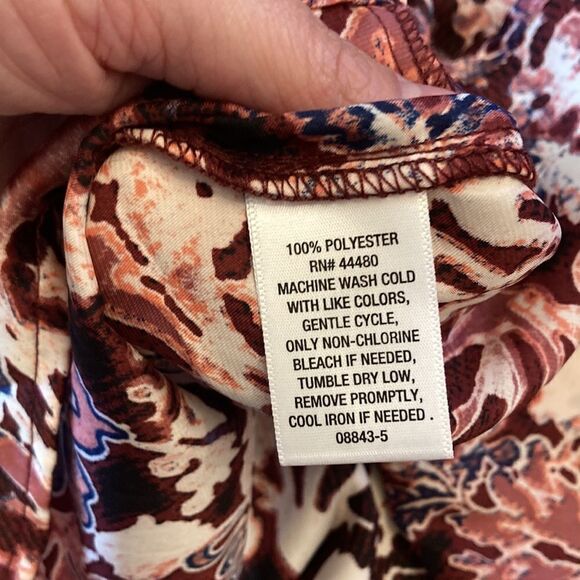 100% POLYESTER
RN# 44480
MACHINE WASH COLD
WITH LIKE COLORS,
GENTLE CYCLE,
ONLY NON-CHLORINE
BLEACH IF NEEDED,
TUMBLE DRY LOW,
REMOVE PROMPTLY,
COOL IRON IF NEEDED .
08843-5